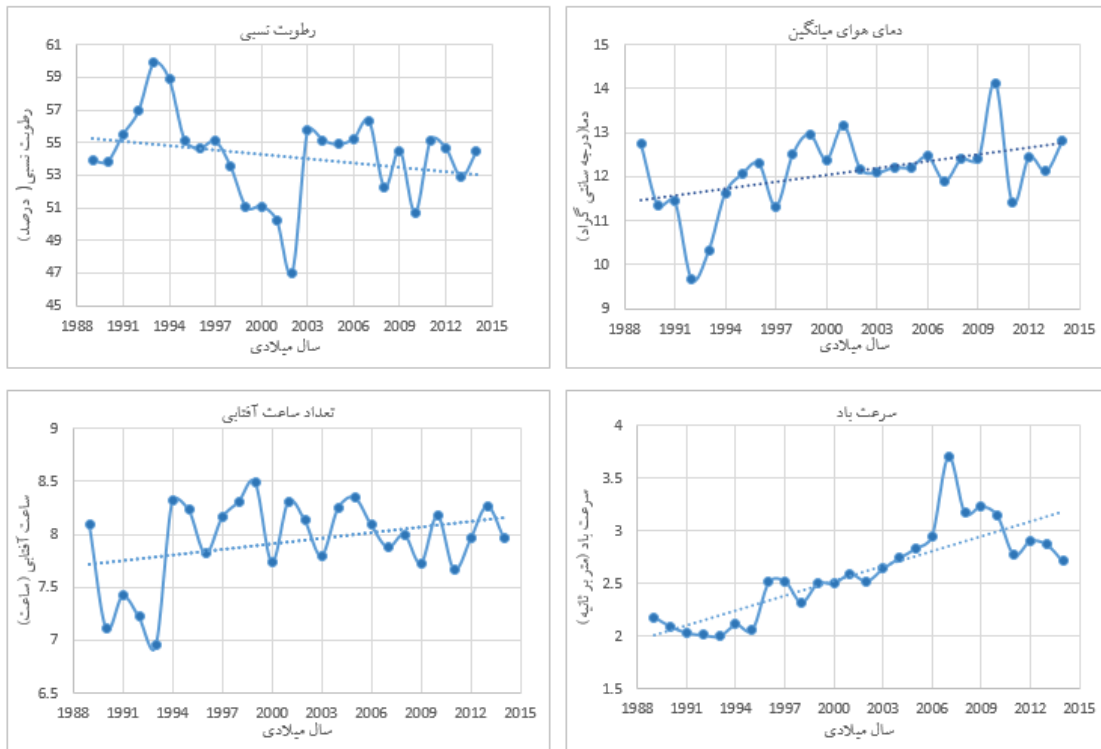 رطوبت نسبی
رطوبت نسبی( درصد)
61
59
57
55
53
51
49
47
45
1988 1991 1994 1997 2000 2003 2006 2009 2012 2015
سال میلادی
دمای هوای میانگین
دما(درجه سانتی گراد)
15
14
13
12
11
10
9
1988 1991 1994 1997 2000 2003 2006 2009 2012 2015
سال میلادی
تعداد ساعت آفتابی
ساعت آفتابی (ساعت)
9
8.5
8
7.5
7
6.5
1988 1991 1994 1997 2000 2003 2006 2009 2012 2015
سال میلادی
سرعت باد
سرعت باد (متر بر ثانیه)
4
3.5
3
2.5
2
1.5
1988 1991 1994 1997 2000 2003 2006 2009 2012 2015
سال میلادی